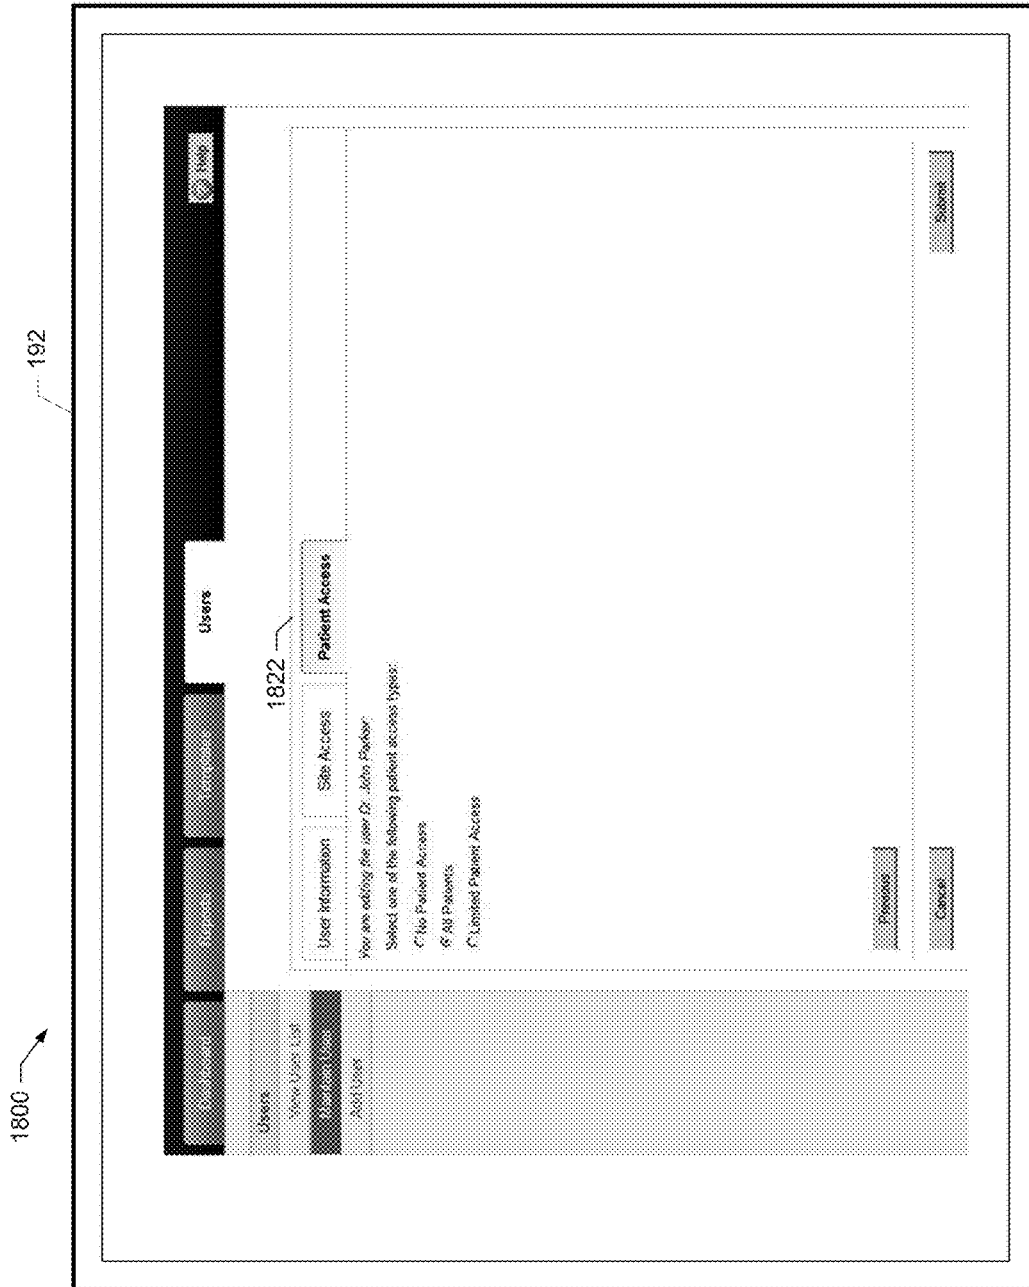 1800
192
Users
Help
Users
View User List
Add User
1822
User Information
Site Access
Patient Access
You are editing the user Dr. John Parker:
Select one of the following patient access types:
No Patient Access
All Patients
Limited Patient Access
Previous
Cancel
Submit